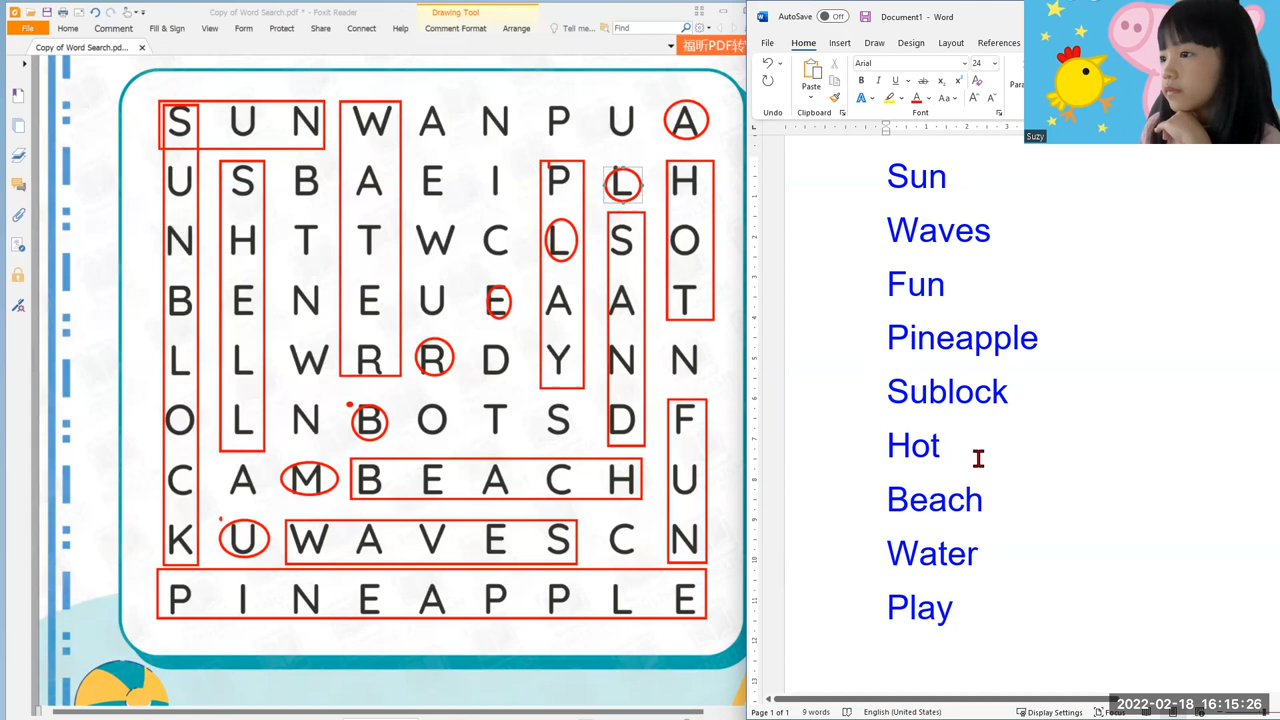 Copy of Word Search.pdf * - Foxit Reader
Drawing Tool
File Home Comment Fill & Sign View Form Protect Share Connect Help Comment Format Arrange Tell me... Find
Copy of Word Search.pd...
福昕PDF转
S U N W A N P U A
U S B A E I P L H
N H T T W C L S O
B E N E U E A A T
L L W R R D Y N N
O L N B O T S D F
C A M B E A C H U
K U W A V E S C N
P I N E A P P L E
AutoSave Off Document1 - Word
File Home Insert Draw Design Layout References
Paste
Arial 24
Undo Clipboard Font
Suzy
Sun
Waves
Fun
Pineapple
Sublock
Hot
Beach
Water
Play
2022-02-18 16:15:26
Page 1 of 1 9 words English (United States) Display Settings Focus